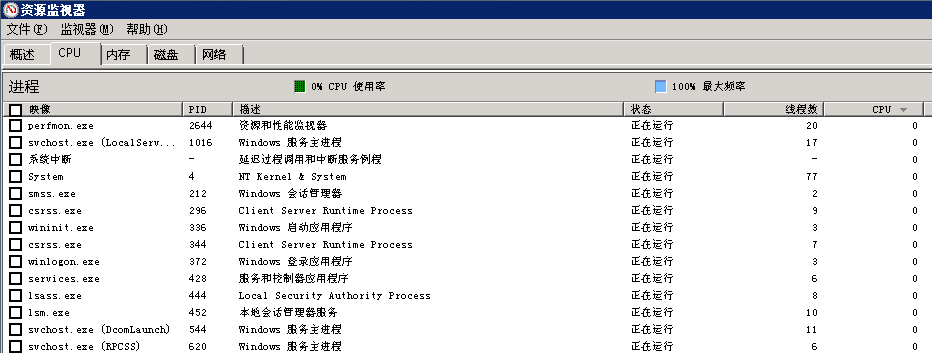 资源监视器
文件(F) 监视器(M) 帮助(H)
概述 CPU 内存 磁盘 网络
进程 0% CPU 使用率 100% 最大频率
映像 PID 描述 状态 线程数 CPU
perfmon.exe 2644 资源和性能监视器 正在运行 20 0
svchost.exe (LocalServ... 1016 Windows 服务主进程 正在运行 17 0
系统中断 - 延迟过程调用和中断服务例程 正在运行 - 0
System 4 NT Kernel & System 正在运行 77 0
smss.exe 212 Windows 会话管理器 正在运行 2 0
csrss.exe 296 Client Server Runtime Process 正在运行 9 0
wininit.exe 336 Windows 启动应用程序 正在运行 3 0
csrss.exe 344 Client Server Runtime Process 正在运行 7 0
winlogon.exe 372 Windows 登录应用程序 正在运行 3 0
services.exe 428 服务和控制器应用程序 正在运行 6 0
lsass.exe 444 Local Security Authority Process 正在运行 8 0
lsm.exe 452 本地会话管理器服务 正在运行 10 0
svchost.exe (DcomLaunch) 544 Windows 服务主进程 正在运行 11 0
svchost.exe (RPCSS) 620 Windows 服务主进程 正在运行 6 0